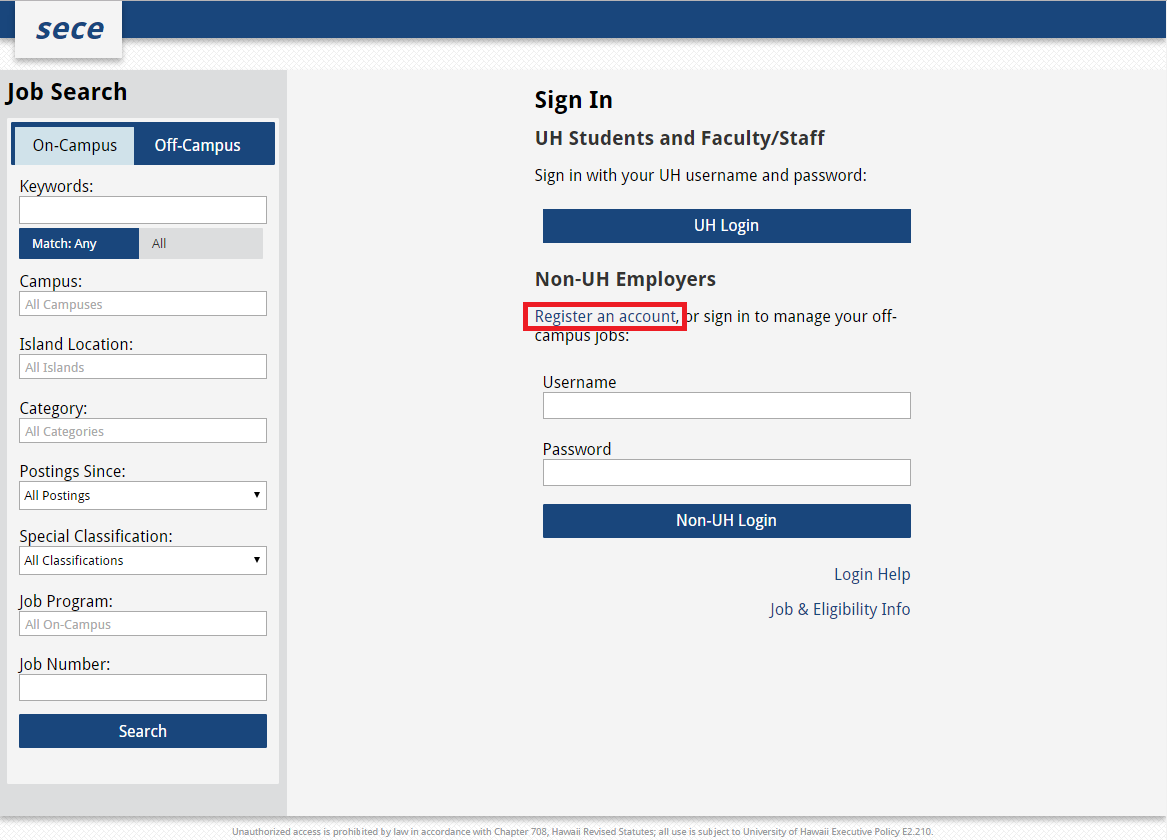 sece
Job Search
On-Campus
Off-Campus
Keywords:
Match: Any
All
Campus:
All Campuses
Island Location:
All Islands
Category:
All Categories
Postings Since:
All Postings
Special Classification:
All Classifications
Job Program:
All On-Campus
Job Number:
Search
Sign In
UH Students and Faculty/Staff
Sign in with your UH username and password:
UH Login
Non-UH Employers
Register an account, or sign in to manage your off-
campus jobs:
Username
Password
Non-UH Login
Login Help
Job & Eligibility Info
Unauthorized access is prohibited by law in accordance with Chapter 708, Hawaii Revised Statutes; all use is subject to University of Hawaii Executive Policy E2.210.